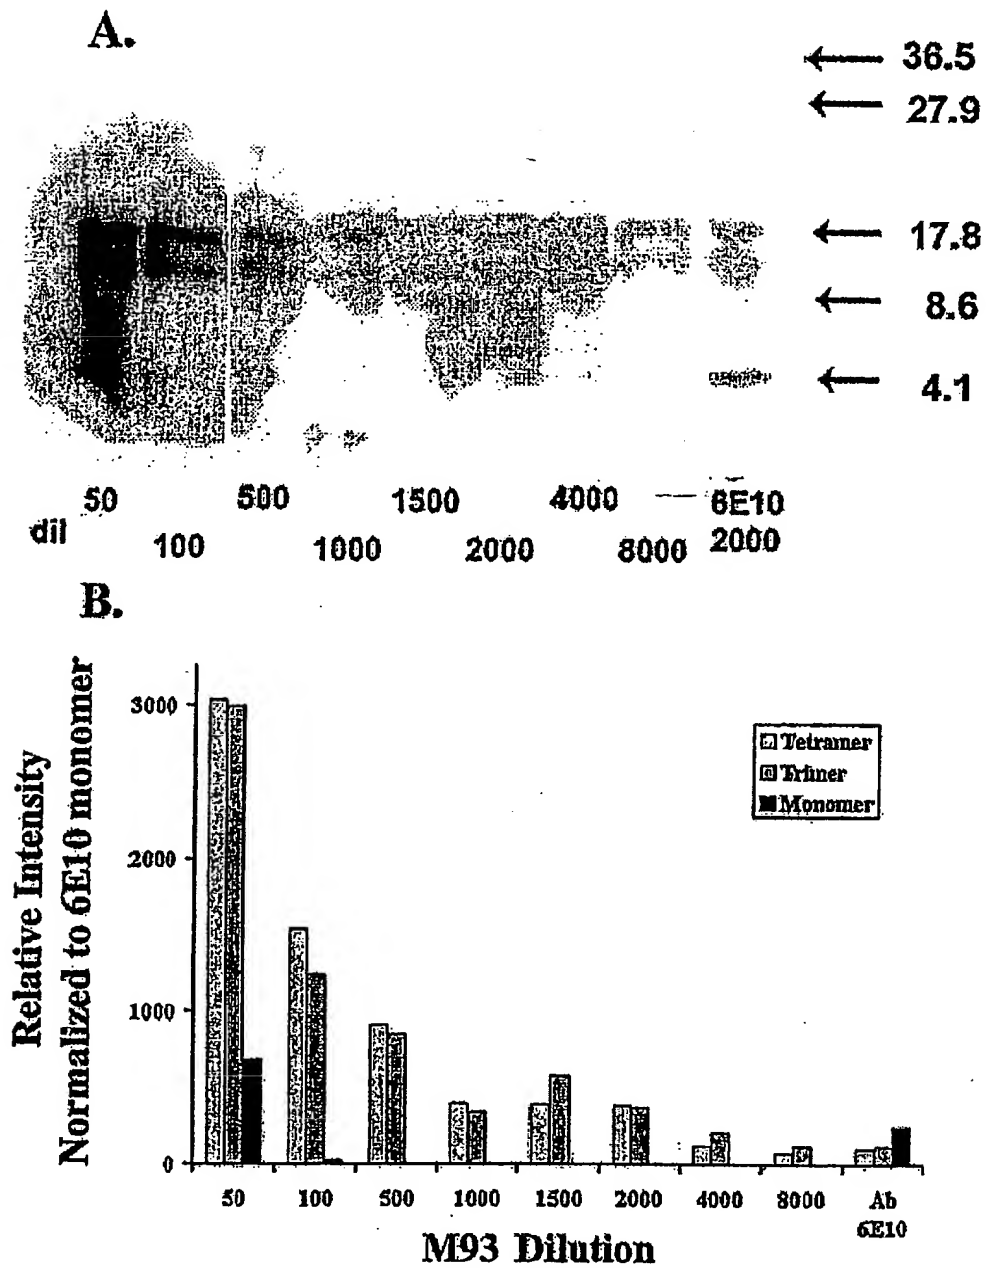 A.
36.5
27.9
17.8
8.6
4.1
50 500 1500 4000 6E10
dil 100 1000 2000 8000 2000
B.
Relative Intensity
Normalized to 6E10 monomer
3000
2000
1000
0
Tetramer
Trimer
Monomer
50 100 500 1000 1500 2000 4000 8000 Ab
6E10
M93 Dilution